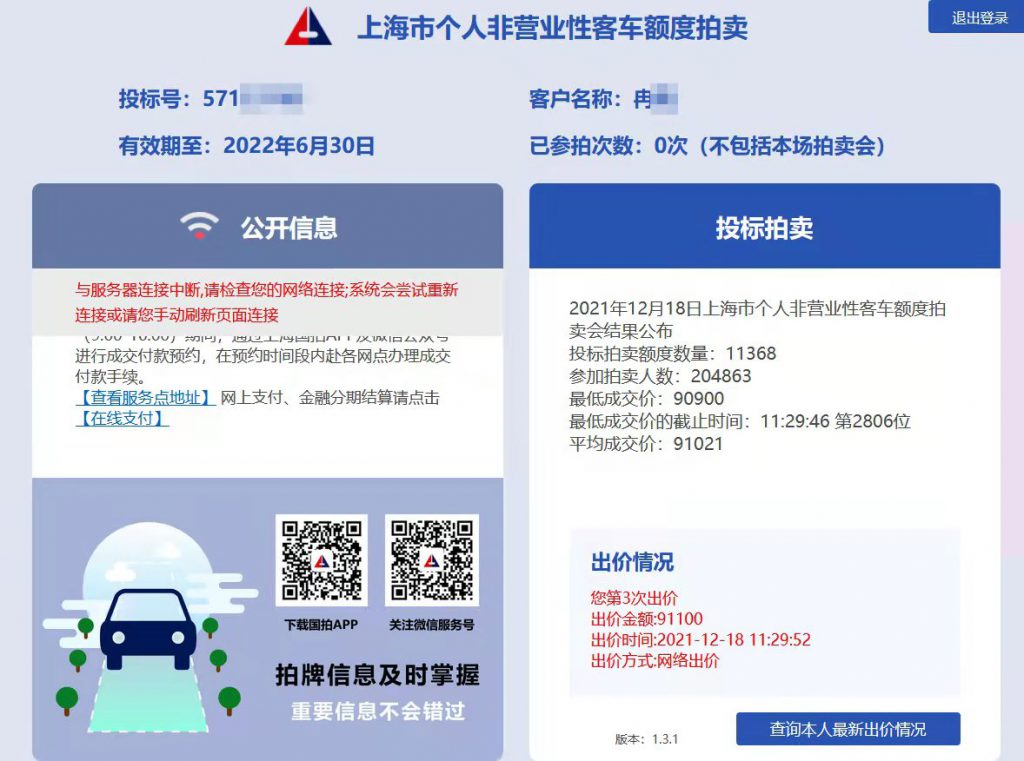 上海市个人非营业性客车额度拍卖
退出登录
投标号：571
客户名称：冉
有效期至：2022年6月30日
已参拍次数：0次（不包括本场拍卖会）
公开信息
与服务器连接中断,请检查您的网络连接;系统会尝试重新
连接或请您手动刷新页面连接
进行成交付款预约，在预约时间段内赴各网点办理成交
付款手续。
【查看服务点地址】 网上支付、金融分期结算请点击
【在线支付】
下载国拍APP
关注微信服务号
拍牌信息及时掌握
重要信息不会错过
投标拍卖
2021年12月18日上海市个人非营业性客车额度拍
卖会结果公布
投标拍卖额度数量：11368
参加拍卖人数：204863
最低成交价：90900
最低成交价的截止时间：11:29:46 第2806位
平均成交价：91021
出价情况
您第3次出价
出价金额:91100
出价时间:2021-12-18 11:29:52
出价方式:网络出价
版本：1.3.1
查询本人最新出价情况